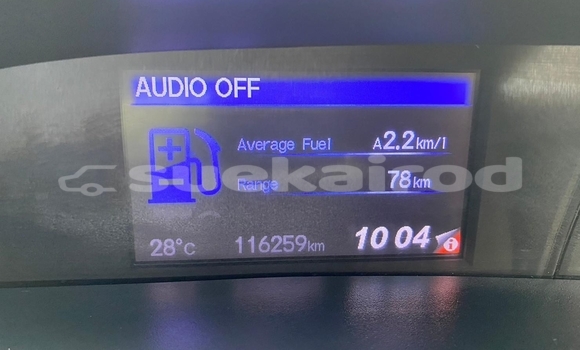 AUDIO OFF
Average Fuel A2.2km/l
Range 78km
28°C 116259km 10 04